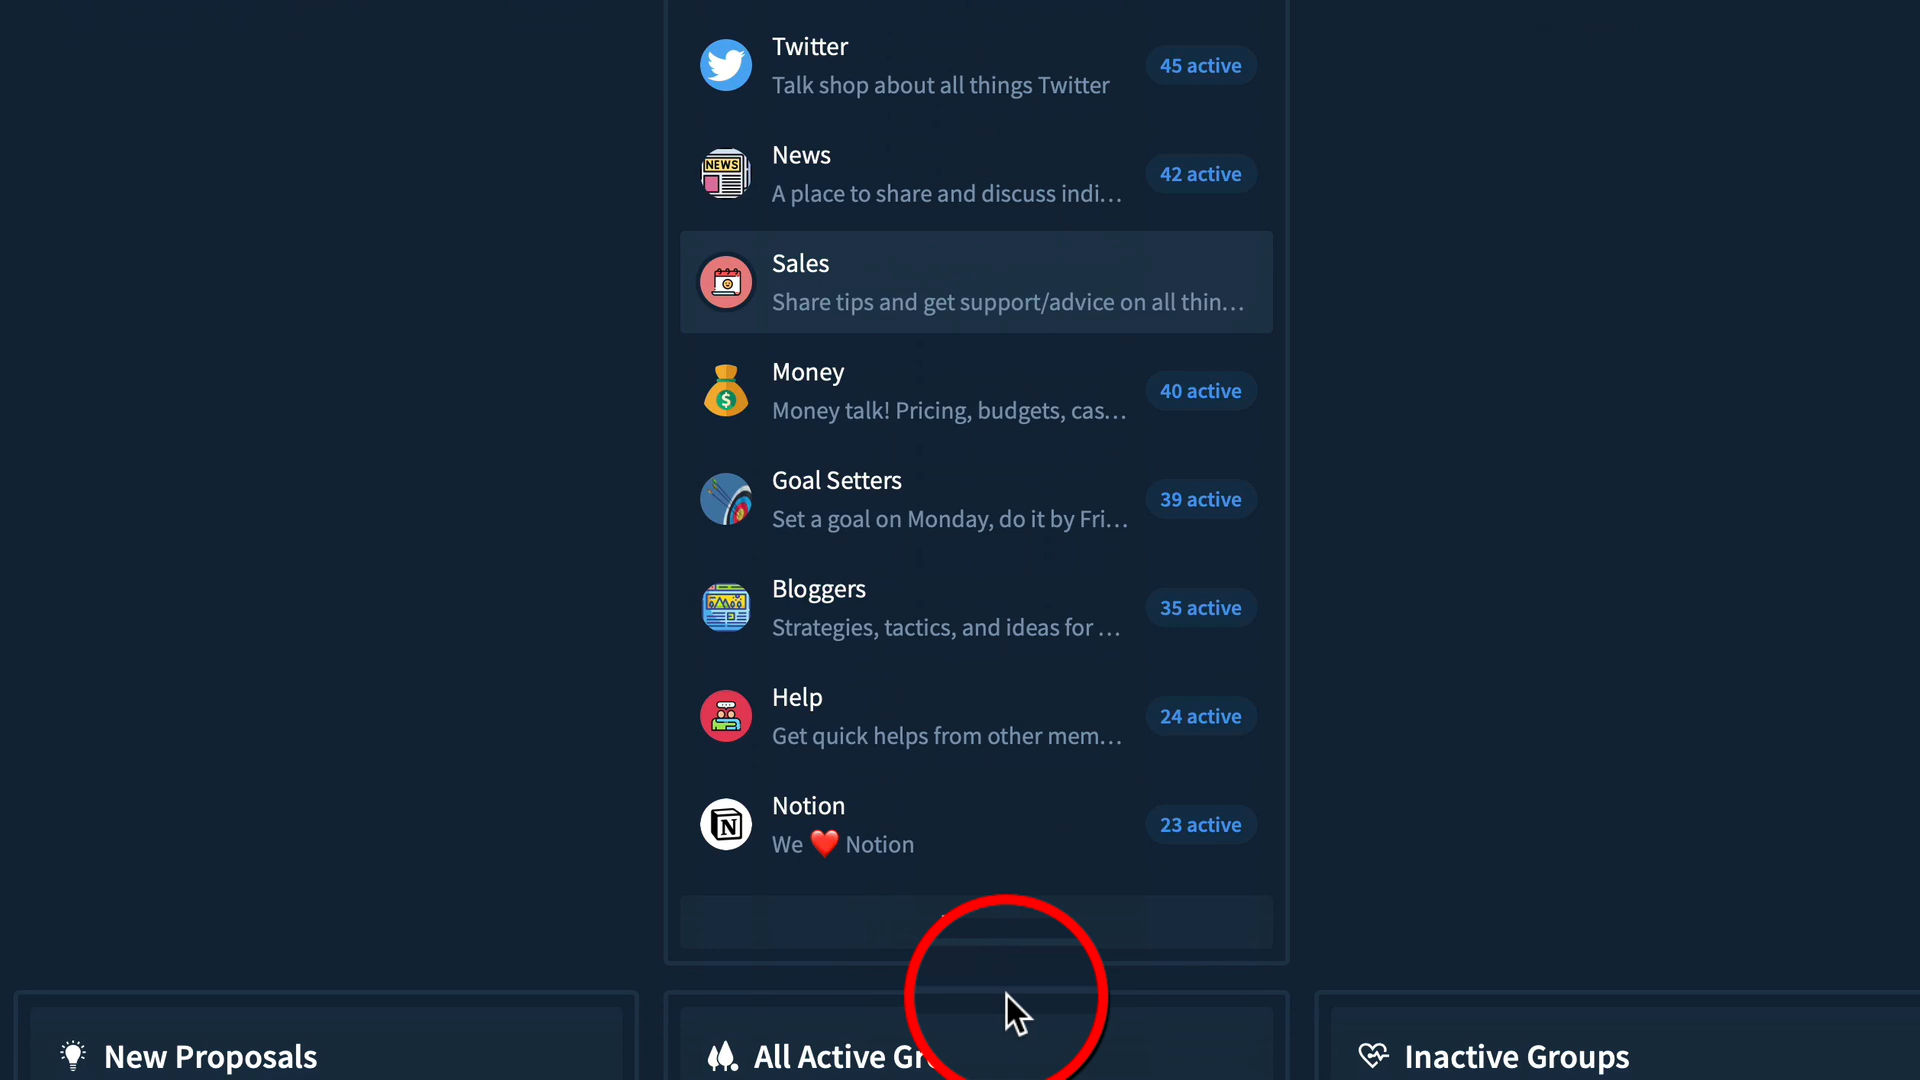 Twitter
Talk shop about all things Twitter
45 active
NEWS
News
A place to share and discuss indi...
42 active
Sales
Share tips and get support/advice on all thin...
Money
Money talk! Pricing, budgets, cas...
40 active
Goal Setters
Set a goal on Monday, do it by Fri...
39 active
Bloggers
Strategies, tactics, and ideas for ...
35 active
Help
Get quick helps from other mem...
24 active
N
Notion
We ❤️ Notion
23 active
New Proposals
All Active Gr
Inactive Groups